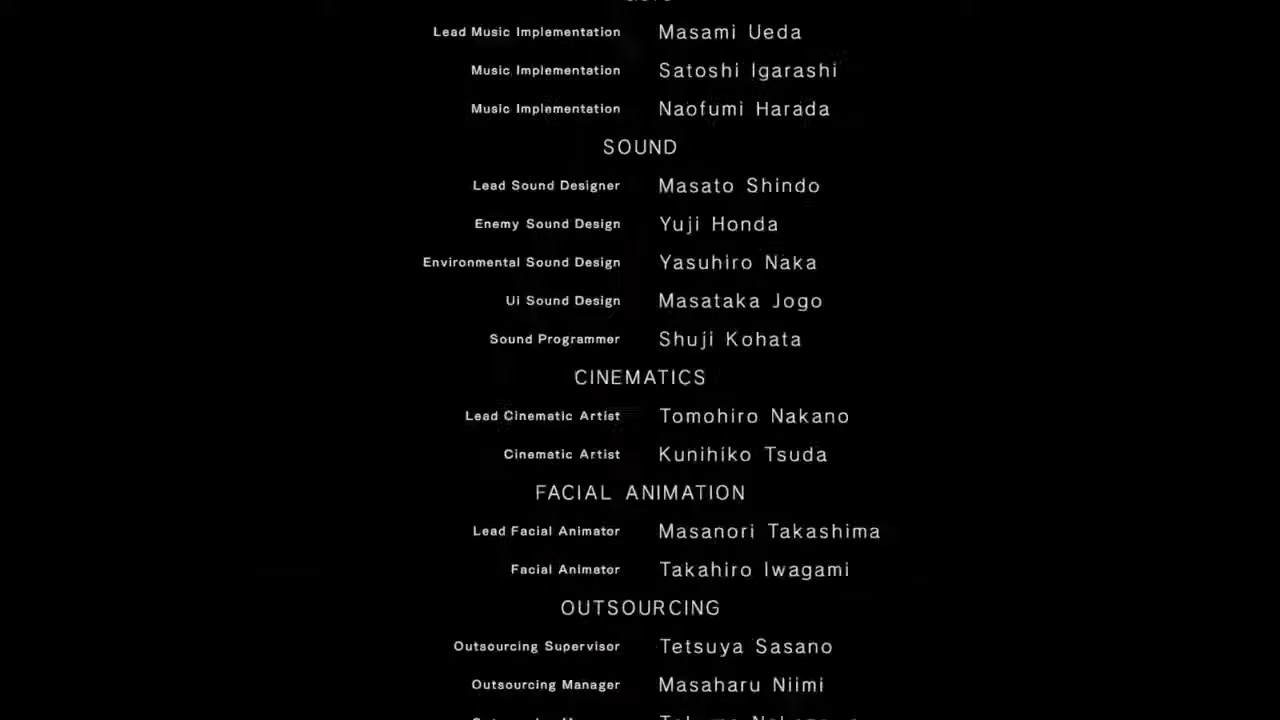 Lead Music Implementation Masami Ueda
Music Implementation Satoshi Igarashi
Music Implementation Naofumi Harada
SOUND
Lead Sound Designer Masato Shindo
Enemy Sound Design Yuji Honda
Environmental Sound Design Yasuhiro Naka
Ui Sound Design Masataka Jogo
Sound Programmer Shuji Kohata
CINEMATICS
Lead Cinematic Artist Tomohiro Nakano
Cinematic Artist Kunihiko Tsuda
FACIAL ANIMATION
Lead Facial Animator Masanori Takashima
Facial Animator Takahiro Iwagami
OUTSOURCING
Outsourcing Supervisor Tetsuya Sasano
Outsourcing Manager Masaharu Niimi